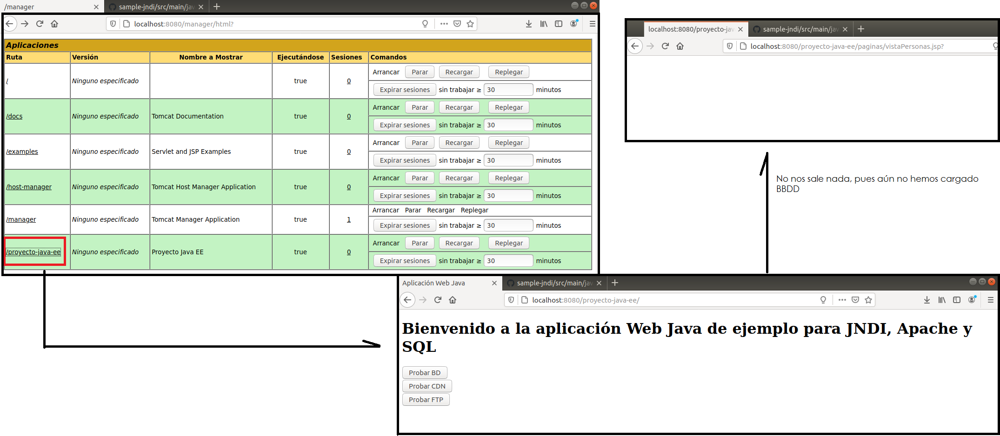 /manager
sample-jndi/src/main/jav
localhost:8080/manager/html?
Aplicaciones
Ruta Versión Nombre a Mostrar Ejecutándose Sesiones Comandos
/ Ninguno especificado true 0 Arrancar Parar Recargar Replegar
Expirar sesiones sin trabajar ≥ 30 minutos
/docs Ninguno especificado Tomcat Documentation true 0 Arrancar Parar Recargar Replegar
Expirar sesiones sin trabajar ≥ 30 minutos
/examples Ninguno especificado Servlet and JSP Examples true 0 Arrancar Parar Recargar Replegar
Expirar sesiones sin trabajar ≥ 30 minutos
/host-manager Ninguno especificado Tomcat Host Manager Application true 0 Arrancar Parar Recargar Replegar
Expirar sesiones sin trabajar ≥ 30 minutos
/manager Ninguno especificado Tomcat Manager Application true 1 Arrancar Parar Recargar Replegar
Expirar sesiones sin trabajar ≥ 30 minutos
/proyecto-java-ee Ninguno especificado Proyecto Java EE true 0 Arrancar Parar Recargar Replegar
Expirar sesiones sin trabajar ≥ 30 minutos
localhost:8080/proyecto-jav
sample-jndi/src/main/jav
localhost:8080/proyecto-java-ee/paginas/vistaPersonas.jsp?
No nos sale nada, pues aún no hemos cargado
BBDD
Aplicación Web Java
sample-jndi/src/main/jav
localhost:8080/proyecto-java-ee/
Bienvenido a la aplicación Web Java de ejemplo para JNDI, Apache y
SQL
Probar BD
Probar CDN
Probar FTP